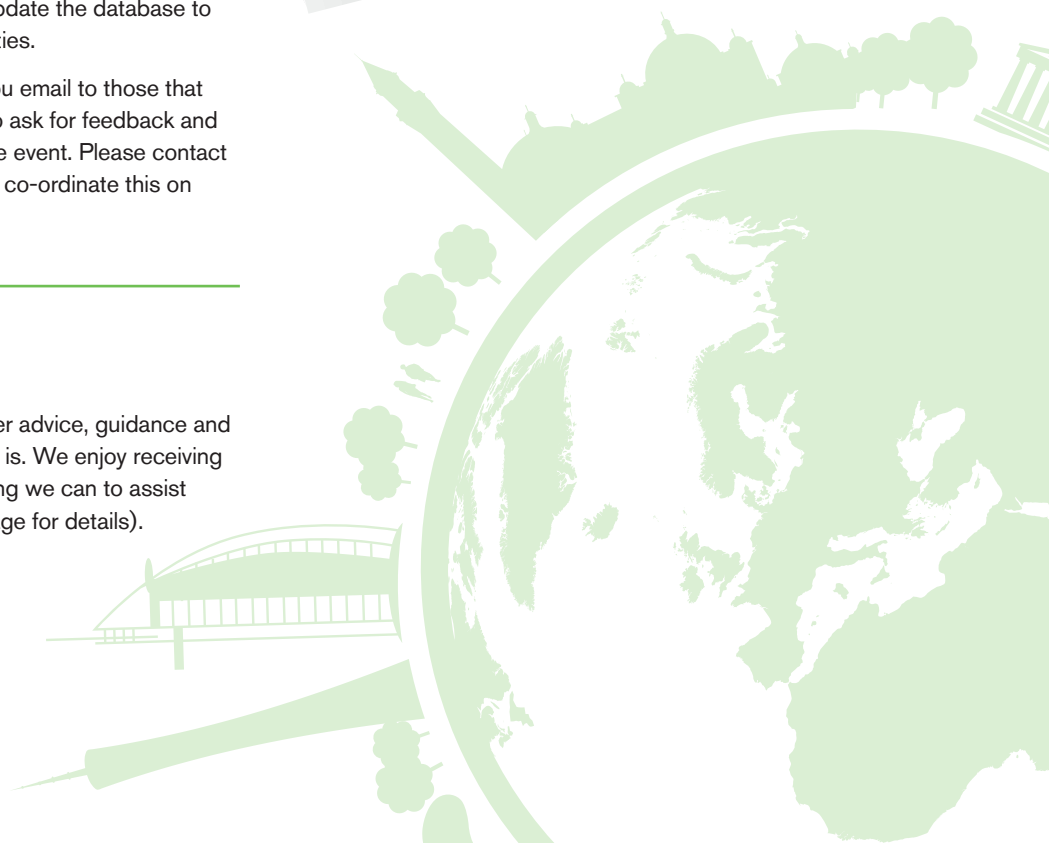 pdate the database to
ties.
u email to those that
o ask for feedback and
e event. Please contact
co-ordinate this on
er advice, guidance and
is. We enjoy receiving
ng we can to assist
ge for details).